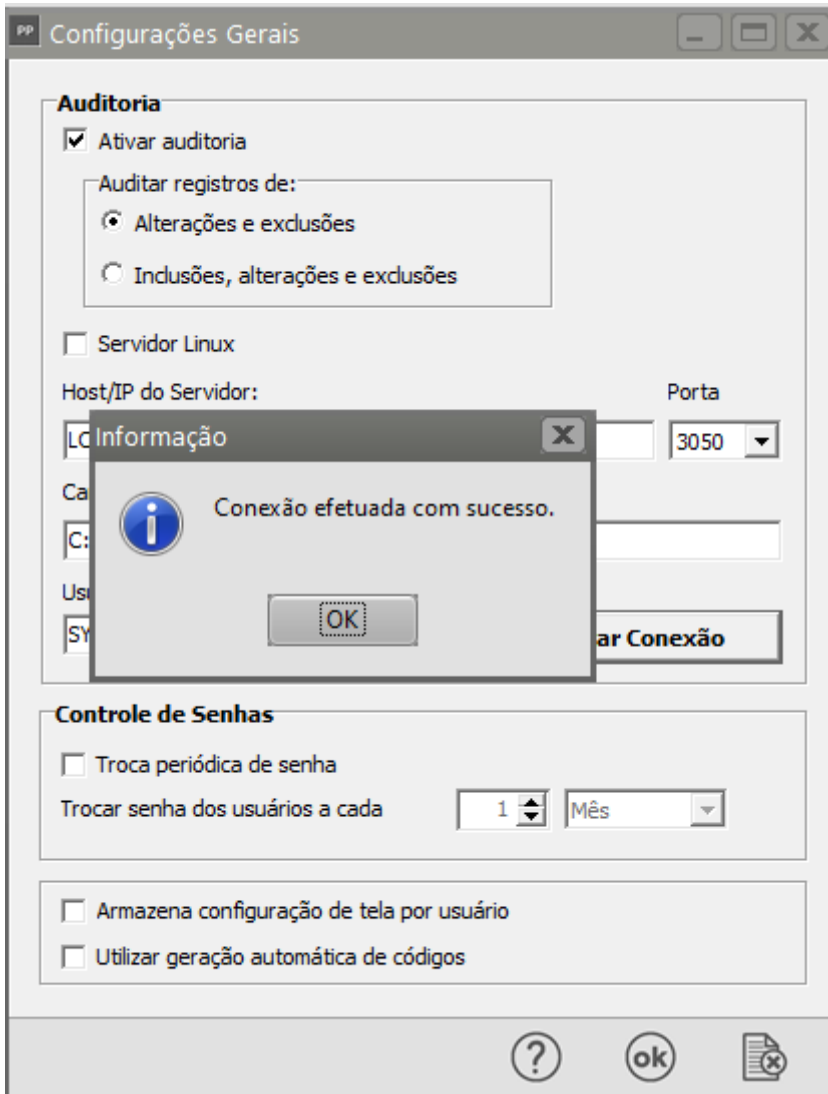 PP Configurações Gerais
Auditoria
Ativar auditoria
Auditar registros de:
Alterações e exclusões
Inclusões, alterações e exclusões
Servidor Linux
Host/IP do Servidor:
Porta
3050
Informação
Conexão efetuada com sucesso.
OK
C:
ar Conexão
Controle de Senhas
Troca periódica de senha
Trocar senha dos usuários a cada
1
Mês
Armazena configuração de tela por usuário
Utilizar geração automática de códigos
?
ok